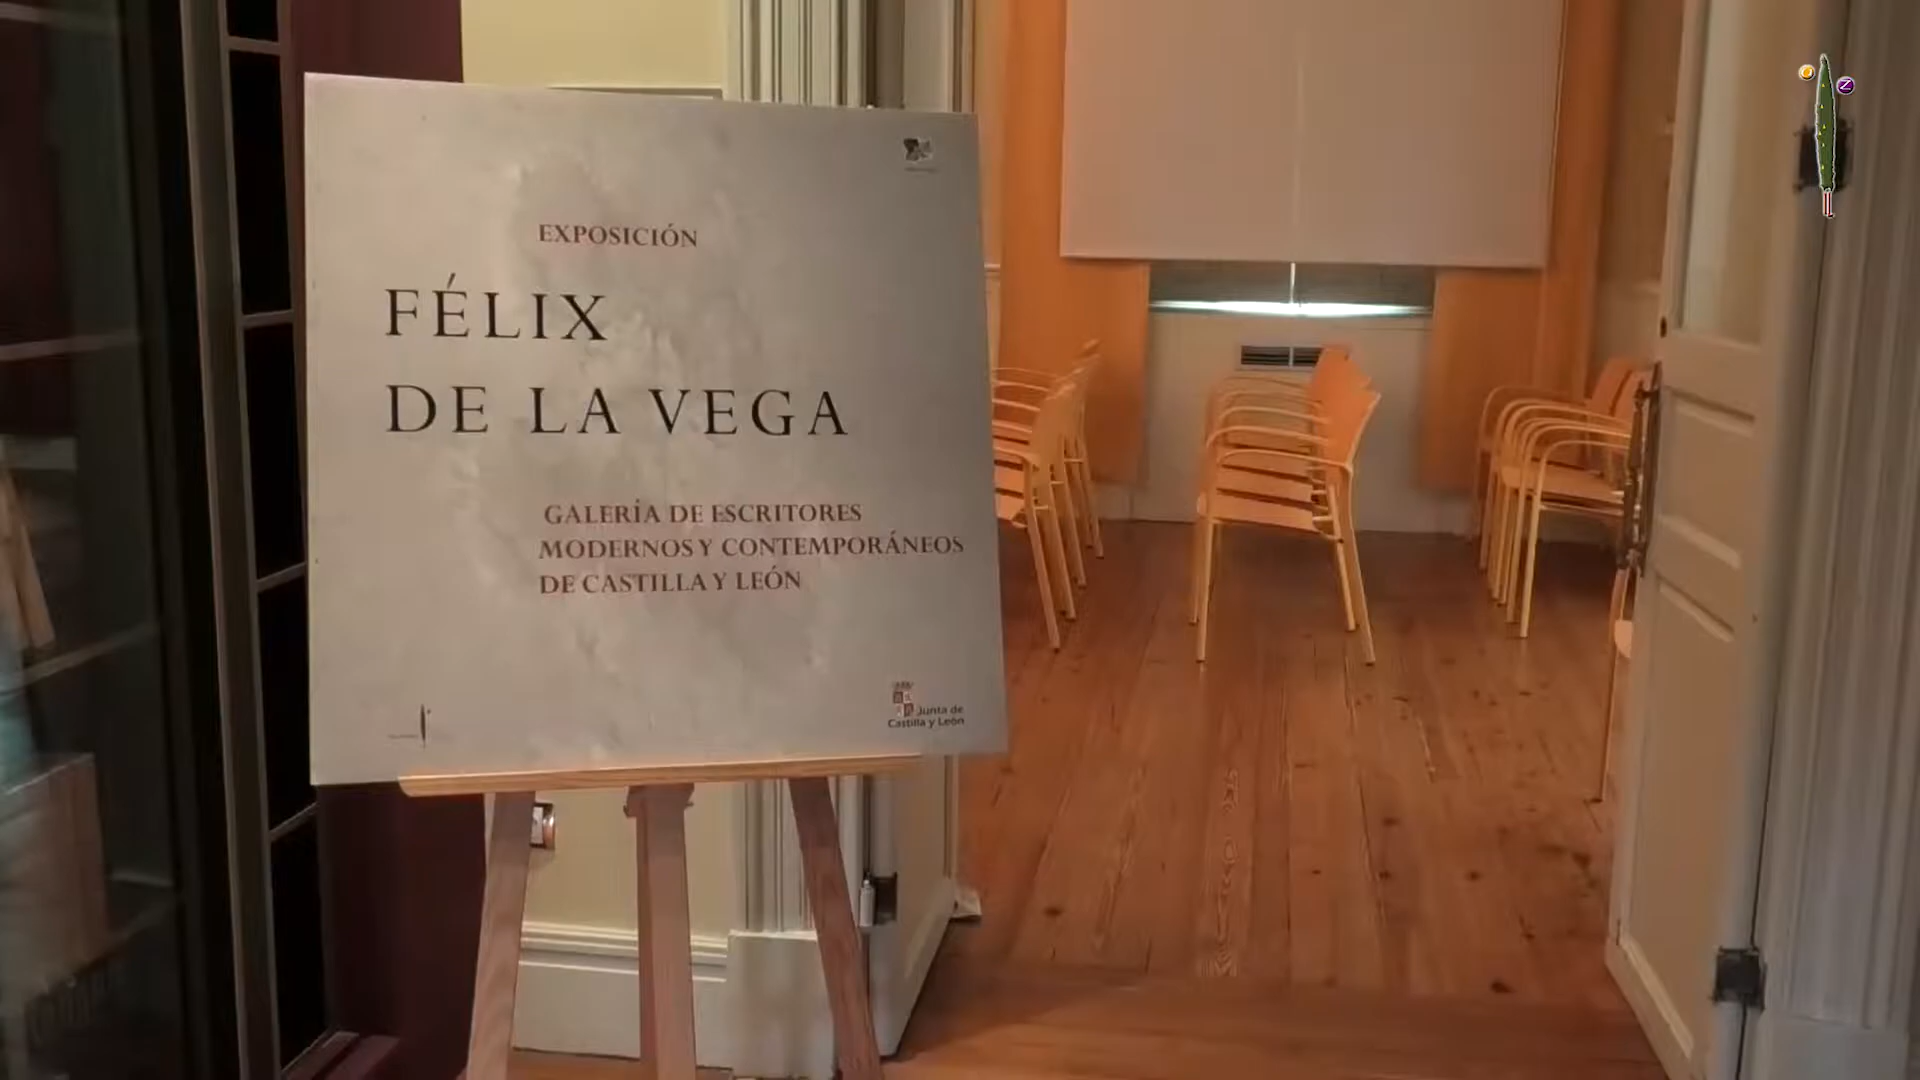 EXPOSICIÓN
FÉLIX
DE LA VEGA
GALERÍA DE ESCRITORES
MODERNOS Y CONTEMPORÁNEOS
DE CASTILLA Y LEÓN
Junta de
Castilla y León